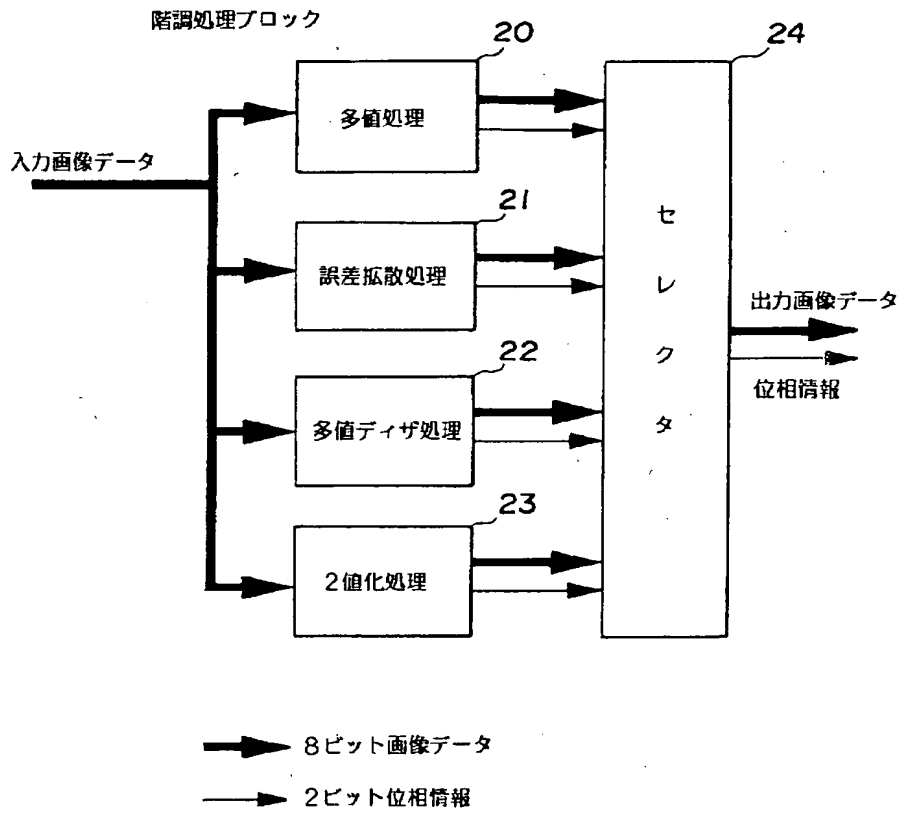 階調処理ブロック
20
24
多値処理
入力画像データ
21
誤差拡散処理
セレクタ
出力画像データ
位相情報
22
多値ディザ処理
23
2値化処理
8ビット画像データ
2ビット位相情報